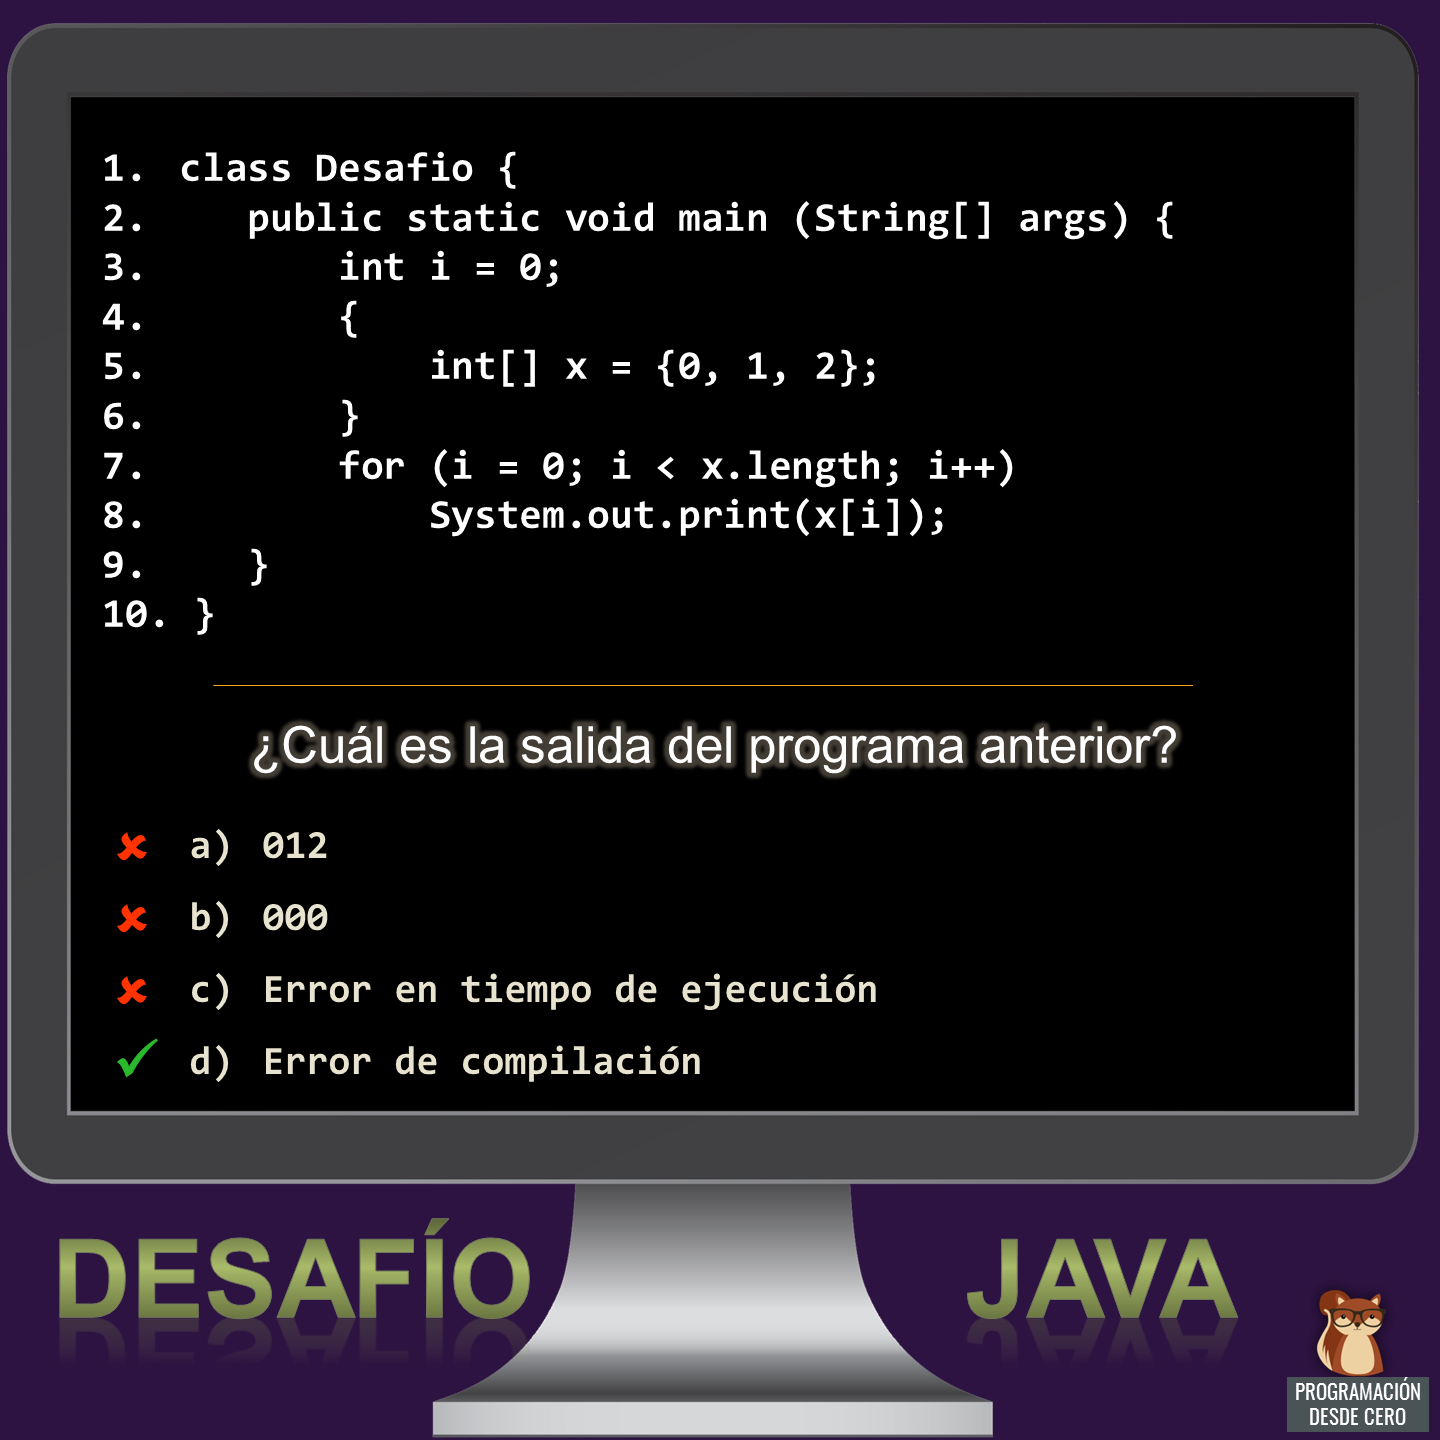 1. class Desafio {
2. public static void main (String[] args) {
3. int i = 0;
4. {
5. int[] x = {0, 1, 2};
6. }
7. for (i = 0; i < x.length; i++)
8. System.out.print(x[i]);
9. }
10. }
¿Cuál es la salida del programa anterior?
✘ a) 012
✘ b) 000
✘ c) Error en tiempo de ejecución
✓ d) Error de compilación
DESAFÍO JAVA
PROGRAMACIÓN
DESDE CERO